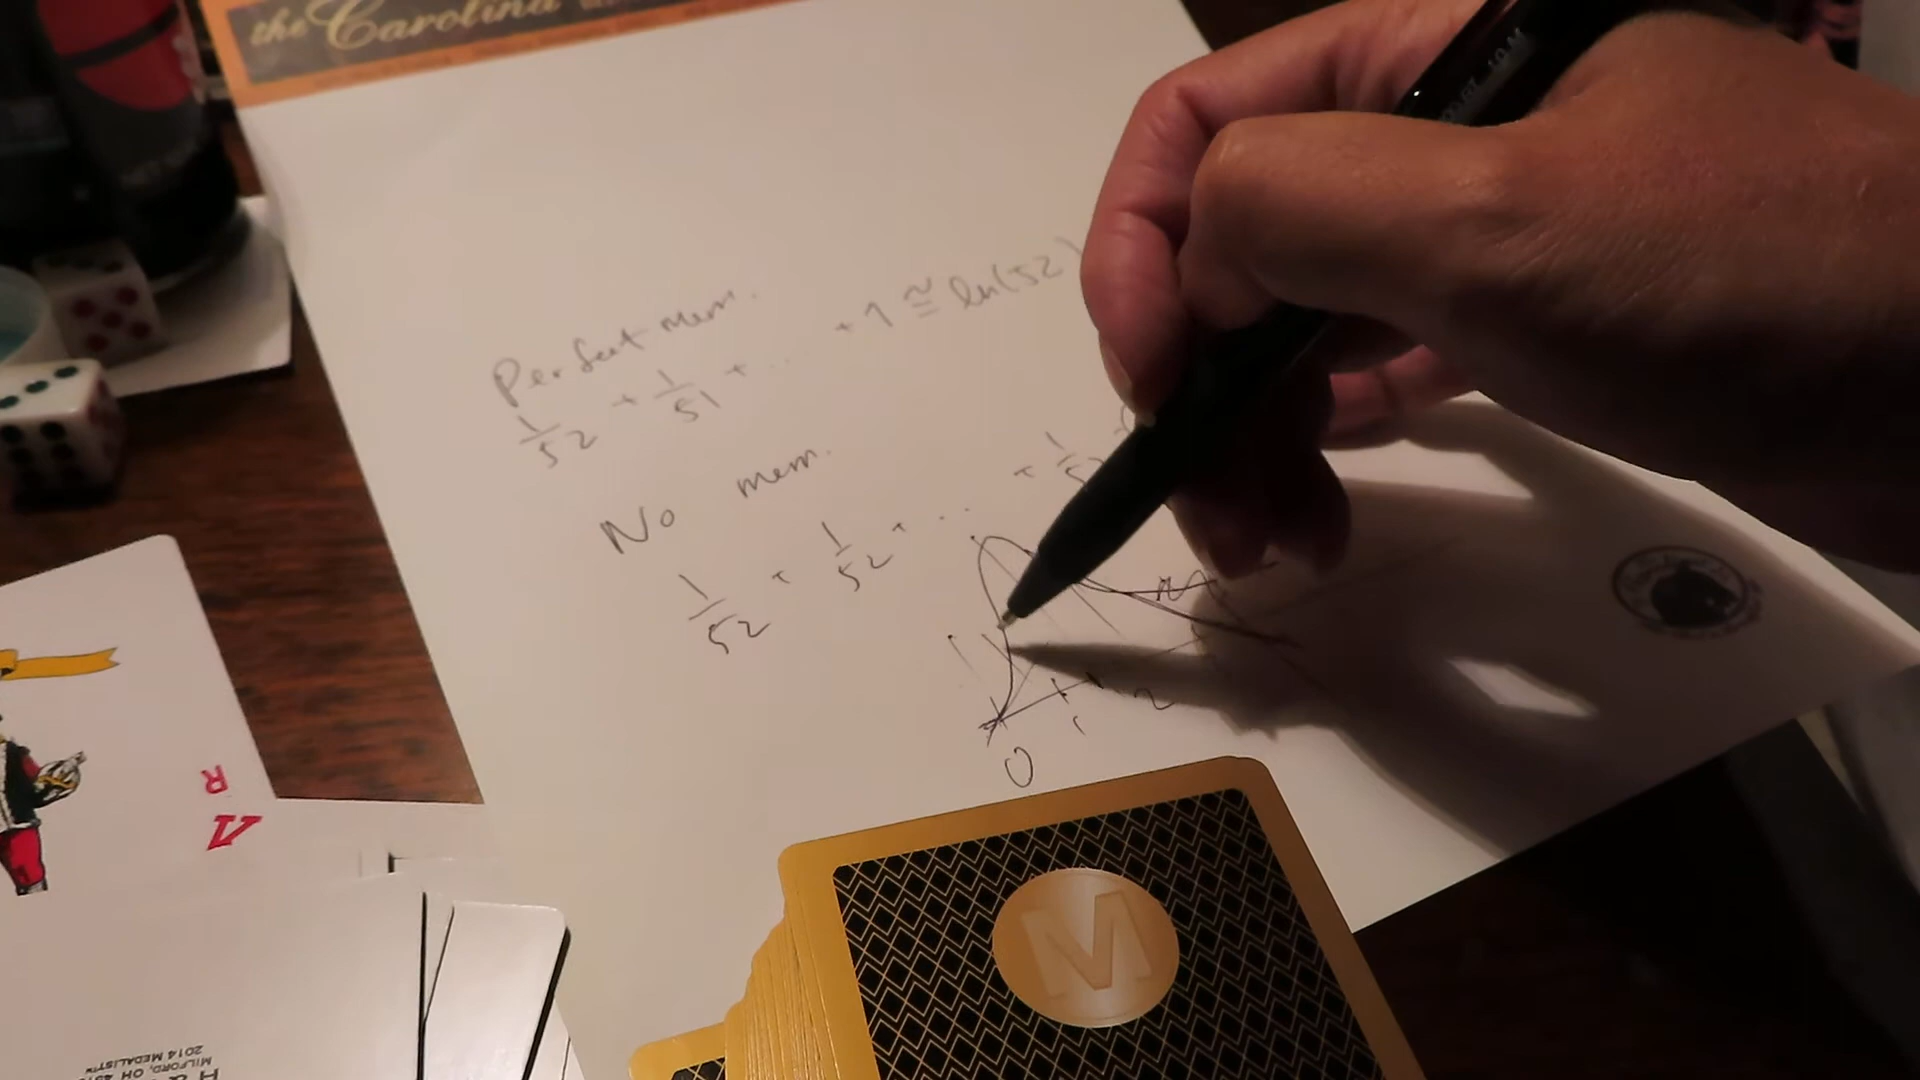 the Carolina
Perfect mem.
1/52 + 1/51 + ... + 1 ≅ ln(52)
No mem.
1/52 + 1/52 + ... + 1/52
0 1 2
R
M
2014 MEDALIST
MILFORD, OH